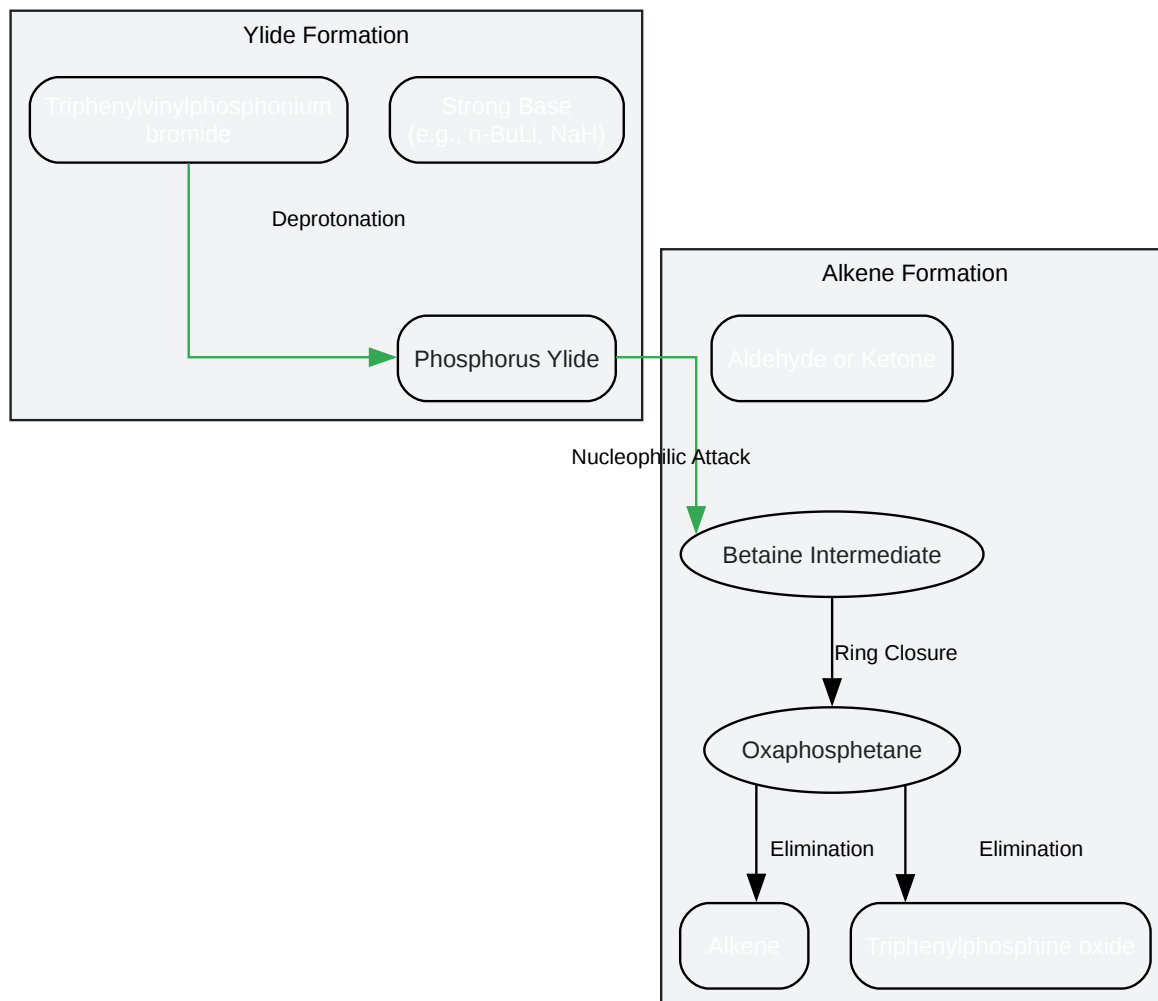 Ylide Formation
Triphenylvinylphosphonium
bromide
Strong Base
(e.g., n-BuLi, NaH)
Deprotonation
Phosphorus Ylide
Alkene Formation
Aldehyde or Ketone
Nucleophilic Attack
Betaine Intermediate
Ring Closure
Oxaphosphetane
Elimination
Elimination
Alkene
Triphenylphosphine oxide